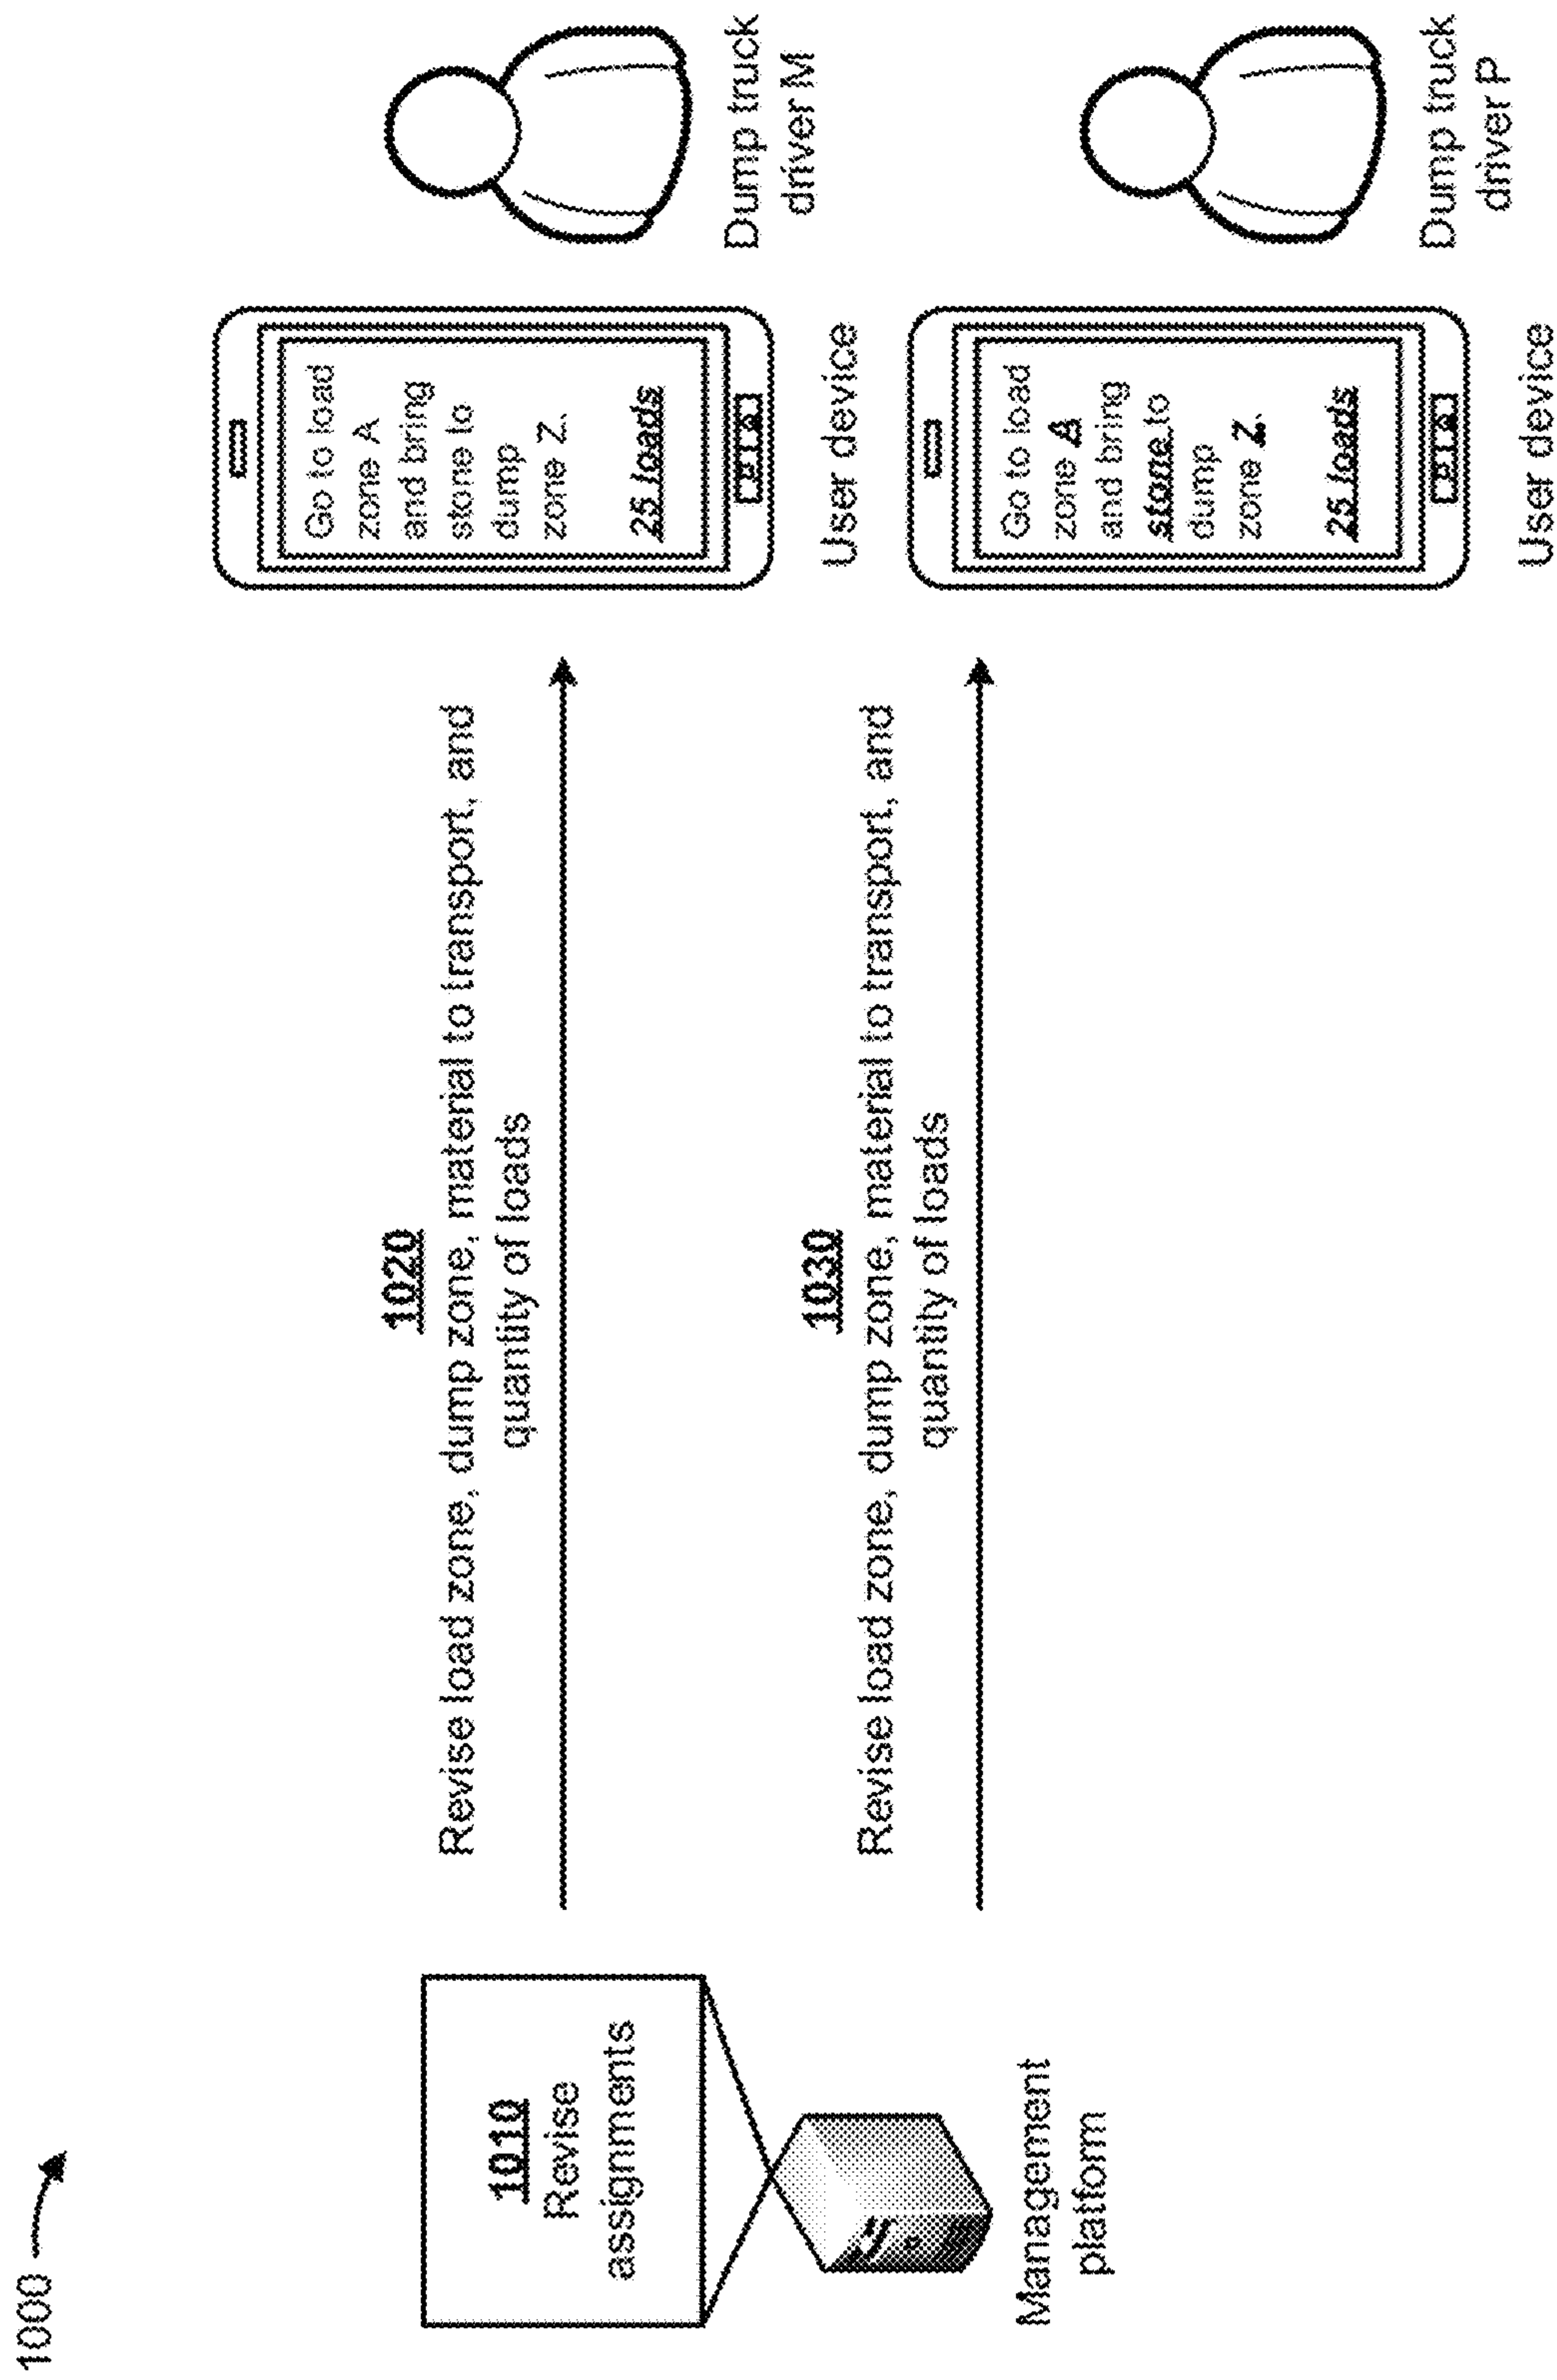 1000
1010
Revise
assignments
Management
platform
1020
Revise load zone, dump zone, material to transport, and
quantity of loads
1030
Revise load zone, dump zone, material to transport, and
quantity of loads
Go to load
zone A
and bring
stone to
dump
zone Z.
25 loads
User device
Dump truck
driver M
Go to load
zone A
and bring
stone to
dump
zone Z.
25 loads
User device
Dump truck
driver P